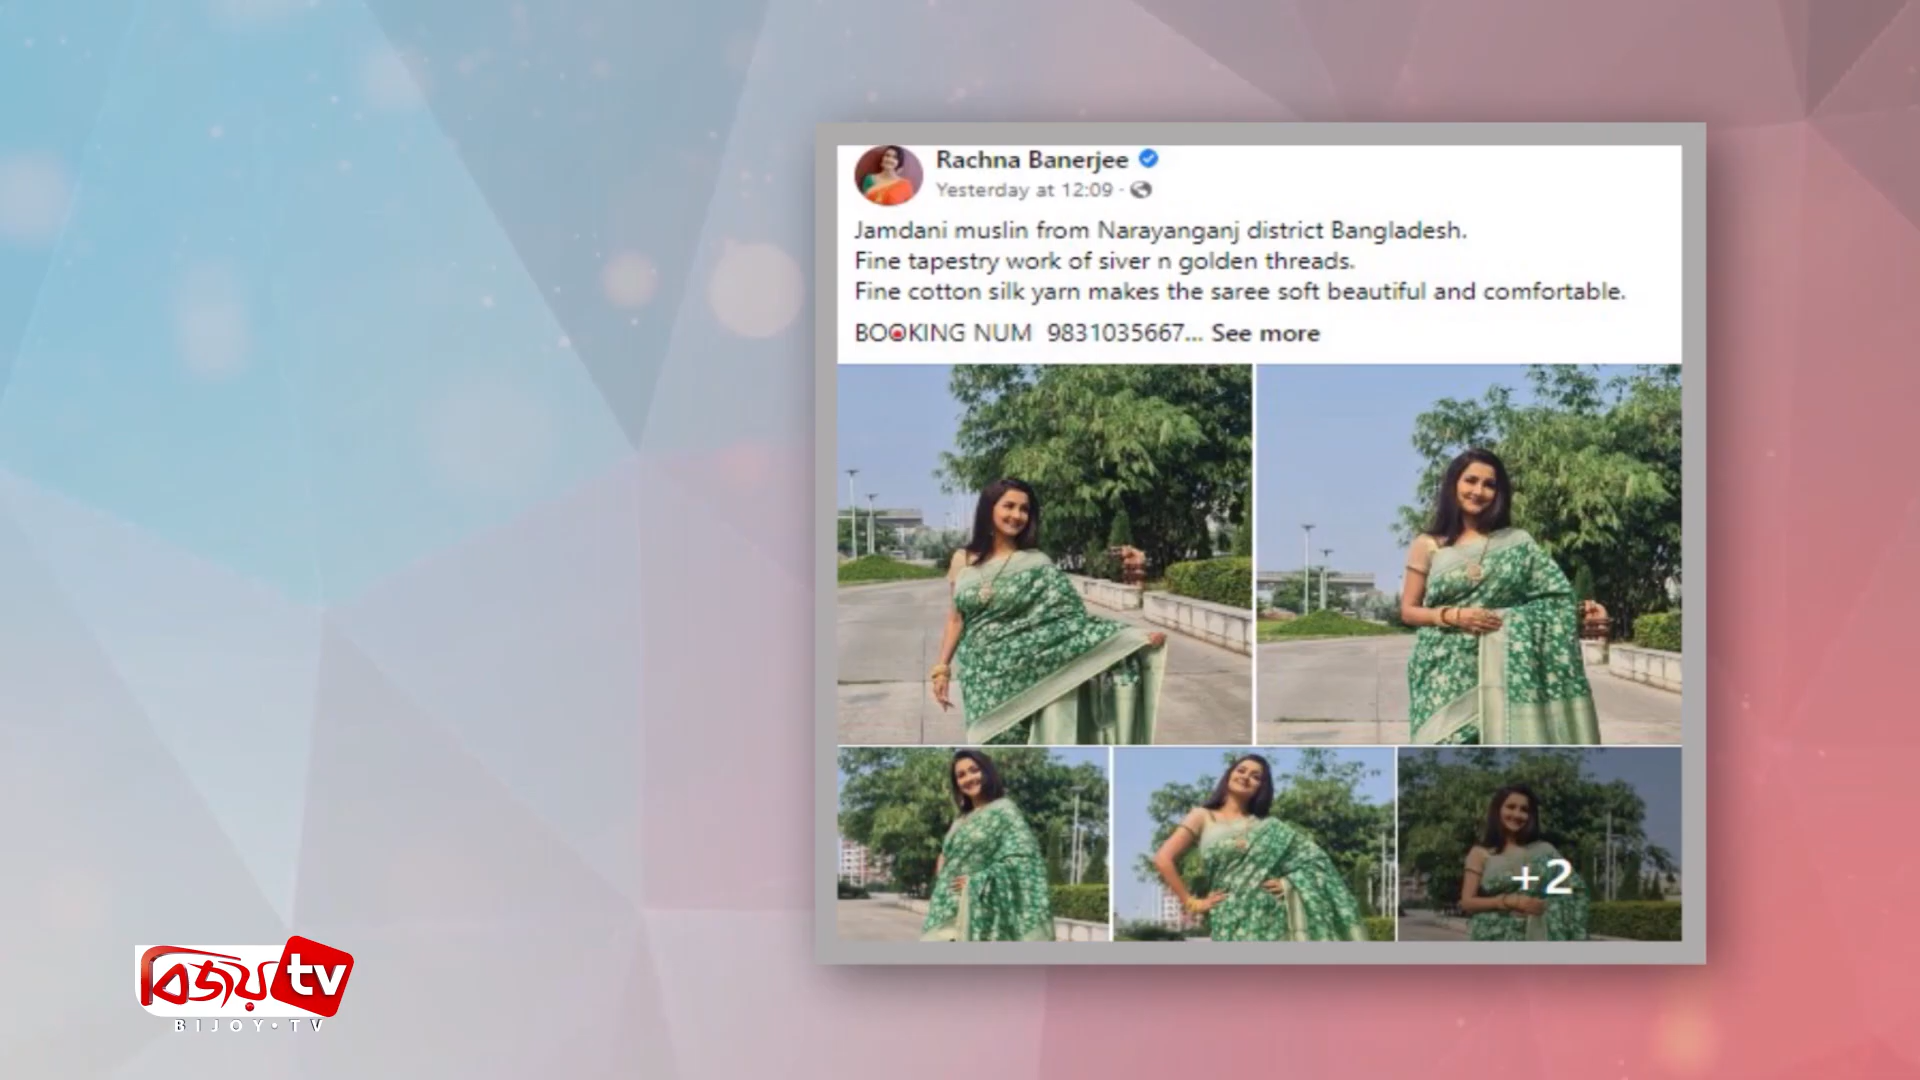 Rachna Banerjee
Yesterday at 12:09 ·
Jamdani muslin from Narayanganj district Bangladesh.
Fine tapestry work of siver n golden threads.
Fine cotton silk yarn makes the saree soft beautiful and comfortable.
BOOKING NUM 9831035667... See more
+2
বিজয় tv
BIJOY•TV